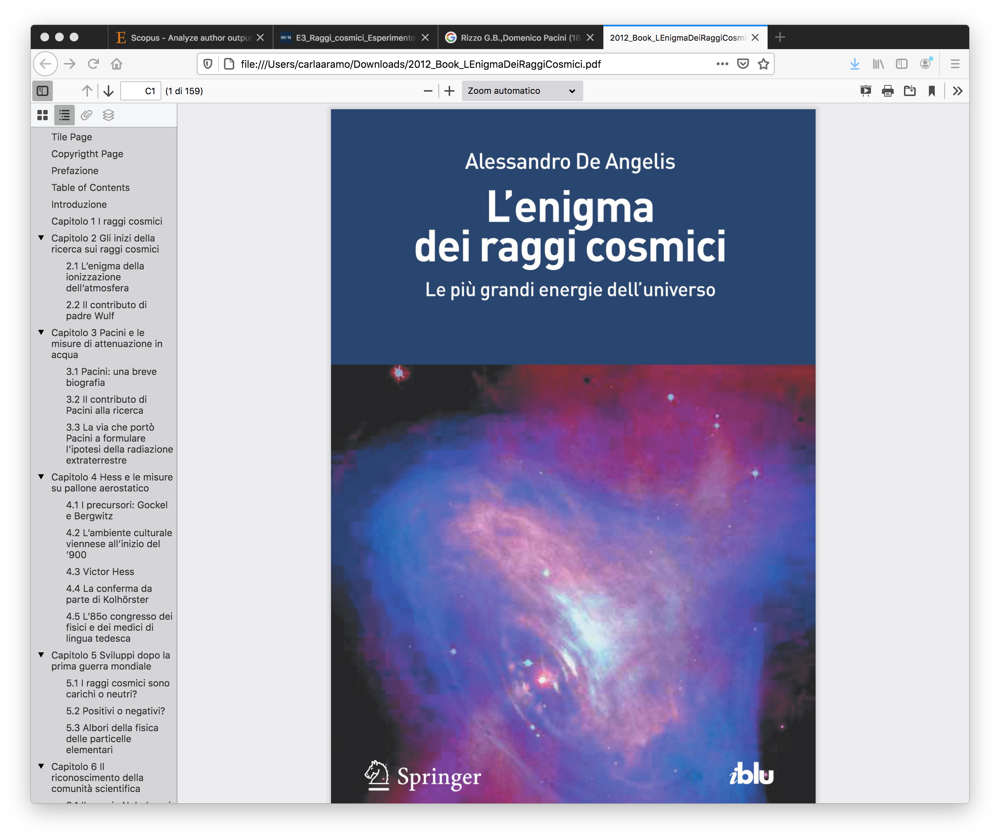 Scopus - Analyze author outpu
INFN E3_Raggi_cosmici_Esperimento_
Rizzo G.B.,Domenico Pacini (18
2012_Book_LEnigmaDeiRaggiCosmi
file:///Users/carlaaramo/Downloads/2012_Book_LEnigmaDeiRaggiCosmici.pdf
C1 (1 di 159)
Zoom automatico
Tile Page
Copyrigtht Page
Prefazione
Table of Contents
Introduzione
Capitolo 1 I raggi cosmici
Capitolo 2 Gli inizi della
ricerca sui raggi cosmici
2.1 L'enigma della
ionizzazione
dell'atmosfera
2.2 Il contributo di
padre Wulf
Capitolo 3 Pacini e le
misure di attenuazione in
acqua
3.1 Pacini: una breve
biografia
3.2 Il contributo di
Pacini alla ricerca
3.3 La via che portò
Pacini a formulare
l'ipotesi della radiazione
extraterrestre
Capitolo 4 Hess e le misure
su pallone aerostatico
4.1 I precursori: Gockel
e Bergwitz
4.2 L'ambiente culturale
viennese all'inizio del
'900
4.3 Victor Hess
4.4 La conferma da
parte di Kolhörster
4.5 L'85o congresso dei
fisici e dei medici di
lingua tedesca
Capitolo 5 Sviluppi dopo la
prima guerra mondiale
5.1 I raggi cosmici sono
carichi o neutri?
5.2 Positivi o negativi?
5.3 Albori della fisica
delle particelle
elementari
Capitolo 6 Il
riconoscimento della
comunità scientifica
Alessandro De Angelis
L'enigma
dei raggi cosmici
Le più grandi energie dell'universo
Springer
iblu